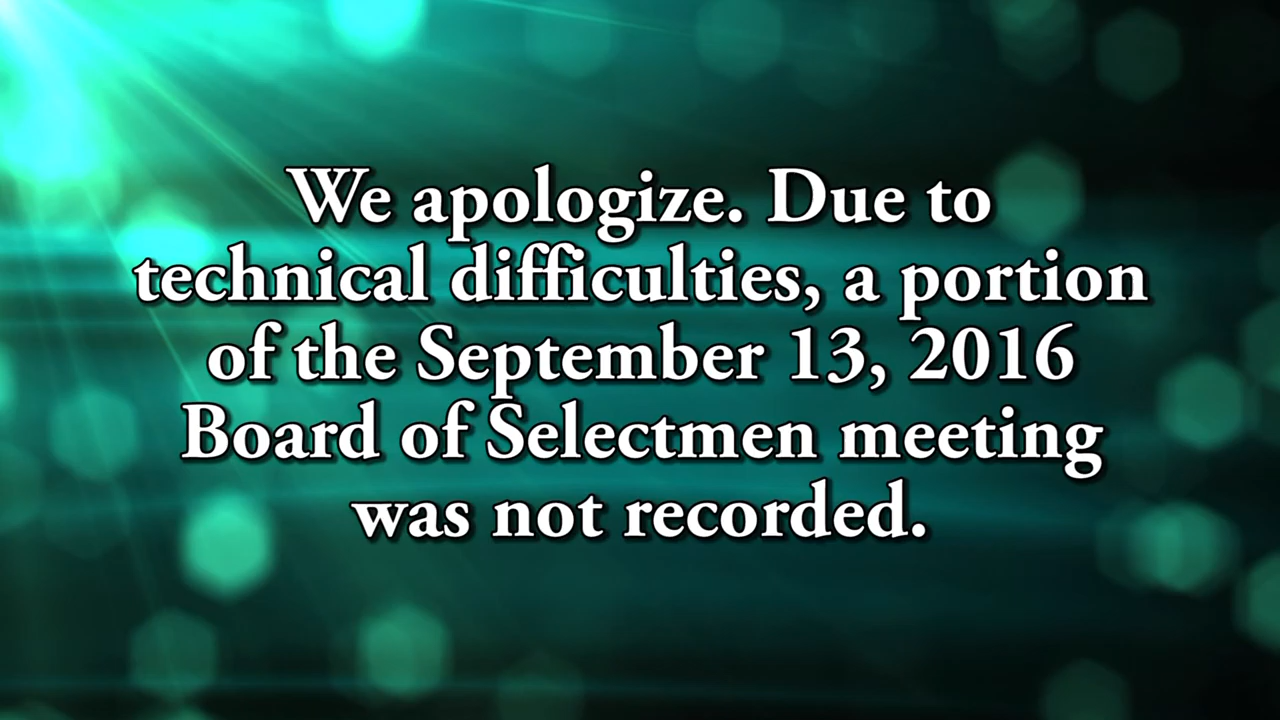 We apologize. Due to
technical difficulties, a portion
of the September 13, 2016
Board of Selectmen meeting
was not recorded.